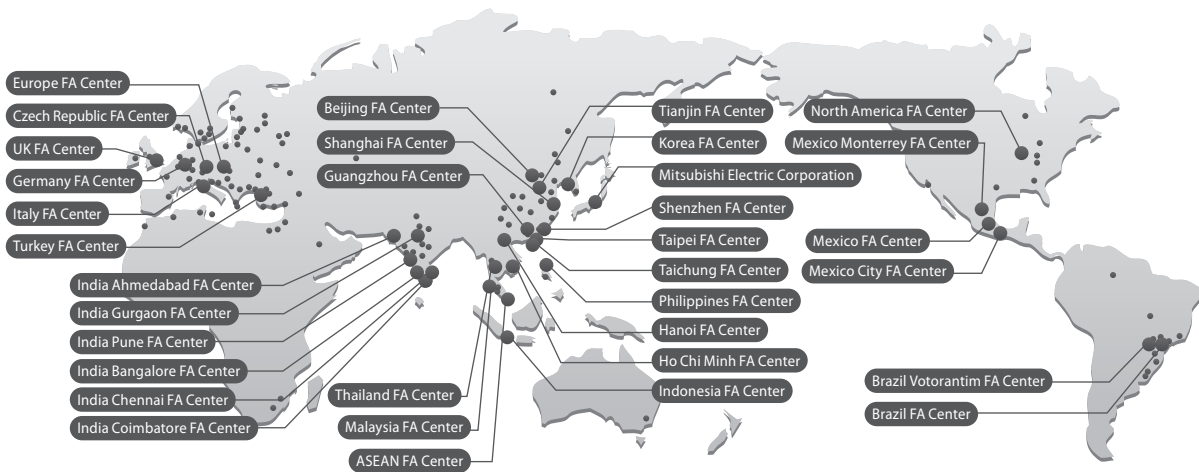 Europe FA Center
Czech Republic FA Center
UK FA Center
Germany FA Center
Italy FA Center
Turkey FA Center
India Ahmedabad FA Center
India Gurgaon FA Center
India Pune FA Center
India Bangalore FA Center
India Chennai FA Center
India Coimbatore FA Center
Beijing FA Center
Shanghai FA Center
Guangzhou FA Center
Thailand FA Center
Malaysia FA Center
ASEAN FA Center
Tianjin FA Center
Korea FA Center
Mitsubishi Electric Corporation
Shenzhen FA Center
Taipei FA Center
Taichung FA Center
Philippines FA Center
Hanoi FA Center
Ho Chi Minh FA Center
Indonesia FA Center
North America FA Center
Mexico Monterrey FA Center
Mexico FA Center
Mexico City FA Center
Brazil Votorantim FA Center
Brazil FA Center